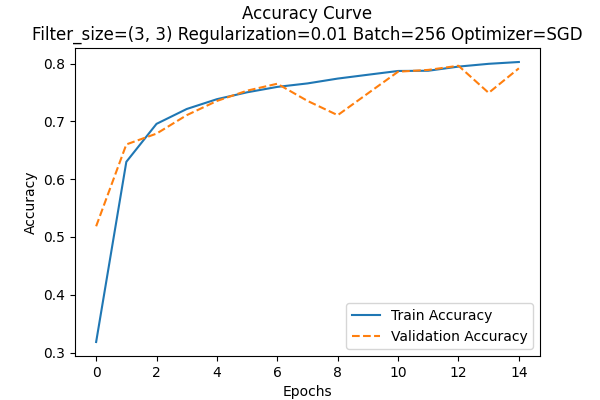 Accuracy Curve
Filter_size=(3, 3) Regularization=0.01 Batch=256 Optimizer=SGD
0.8
0.7
0.6
0.5
0.4
0.3
Accuracy
Train Accuracy
Validation Accuracy
0 2 4 6 8 10 12 14
Epochs